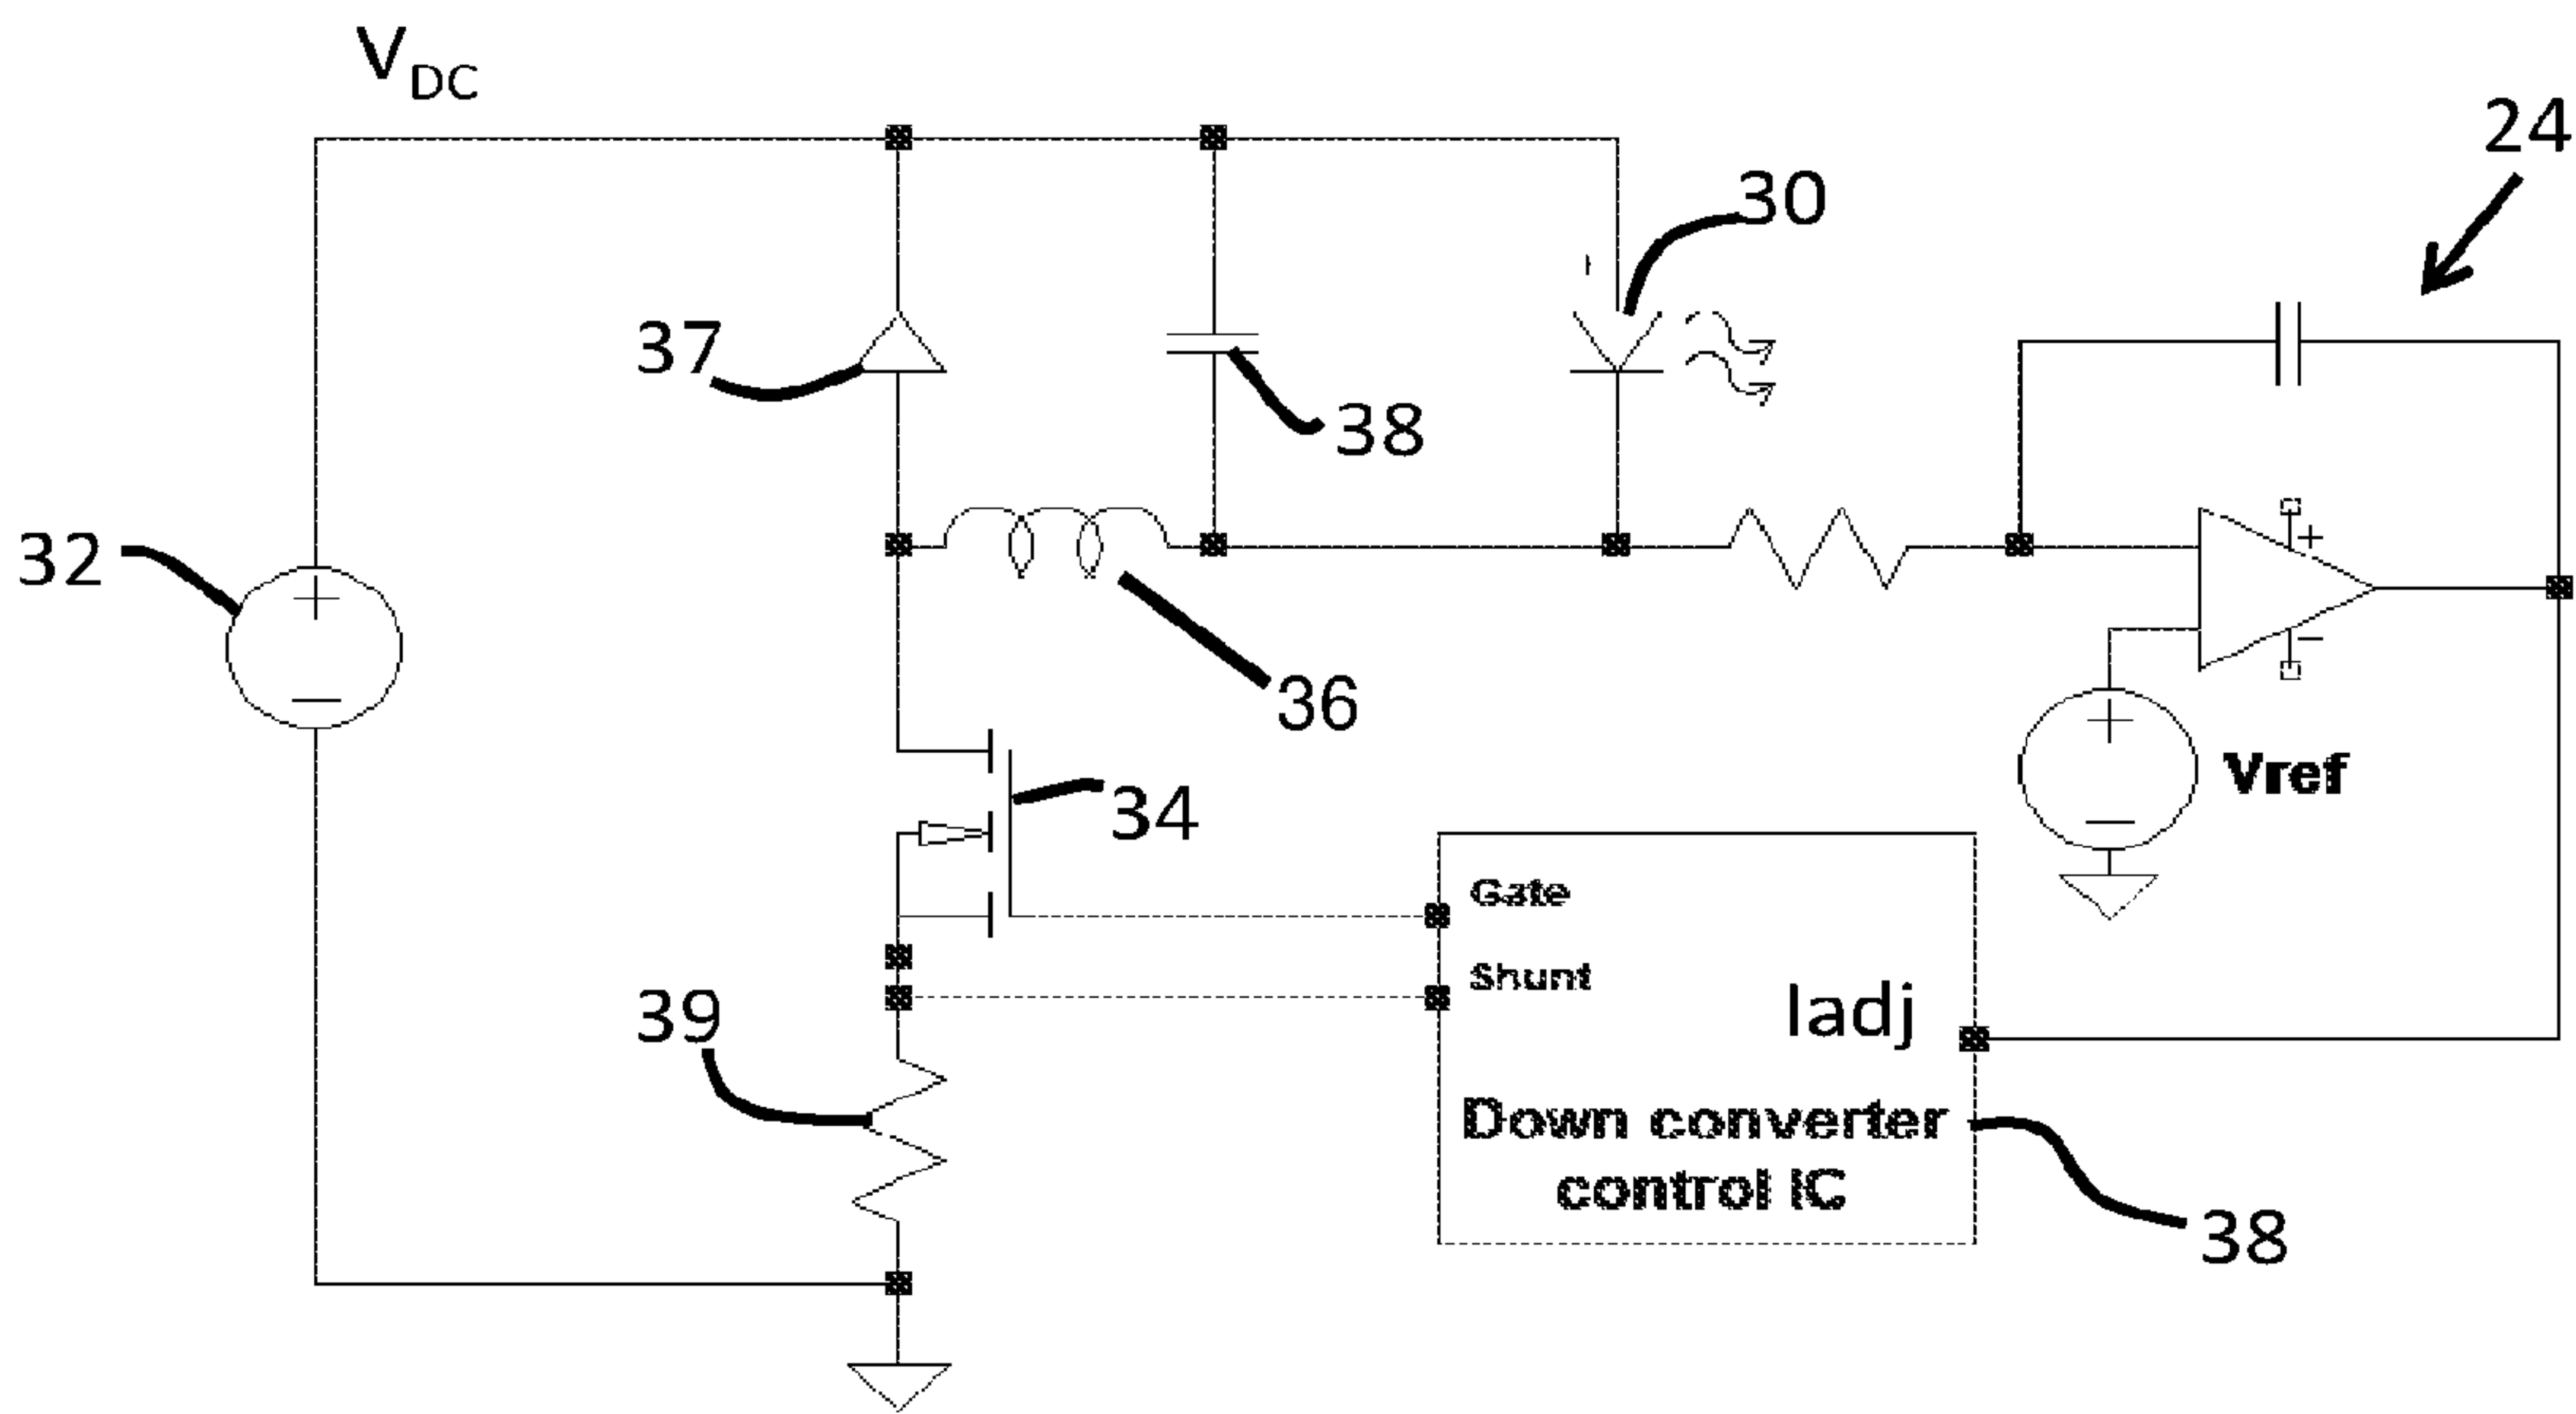 VDC
24
30
37
38
32
+
−
36
+
−
34
+
−
Vref
Gate
Shunt
Iadj
39
Down converter
control IC
38